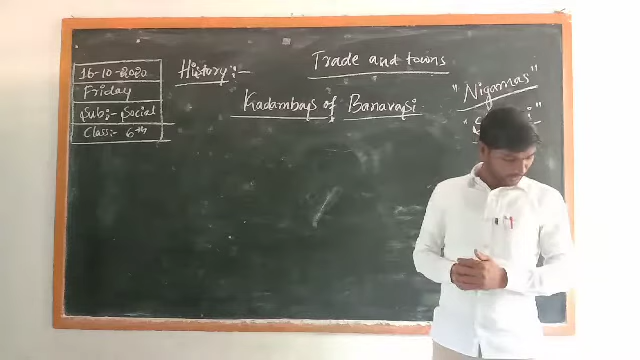 16-10-2020
Friday
Sub:- Social
Class:- 6th
History:-
Trade and towns
Kadambas of Banavasi
"Nigamas"